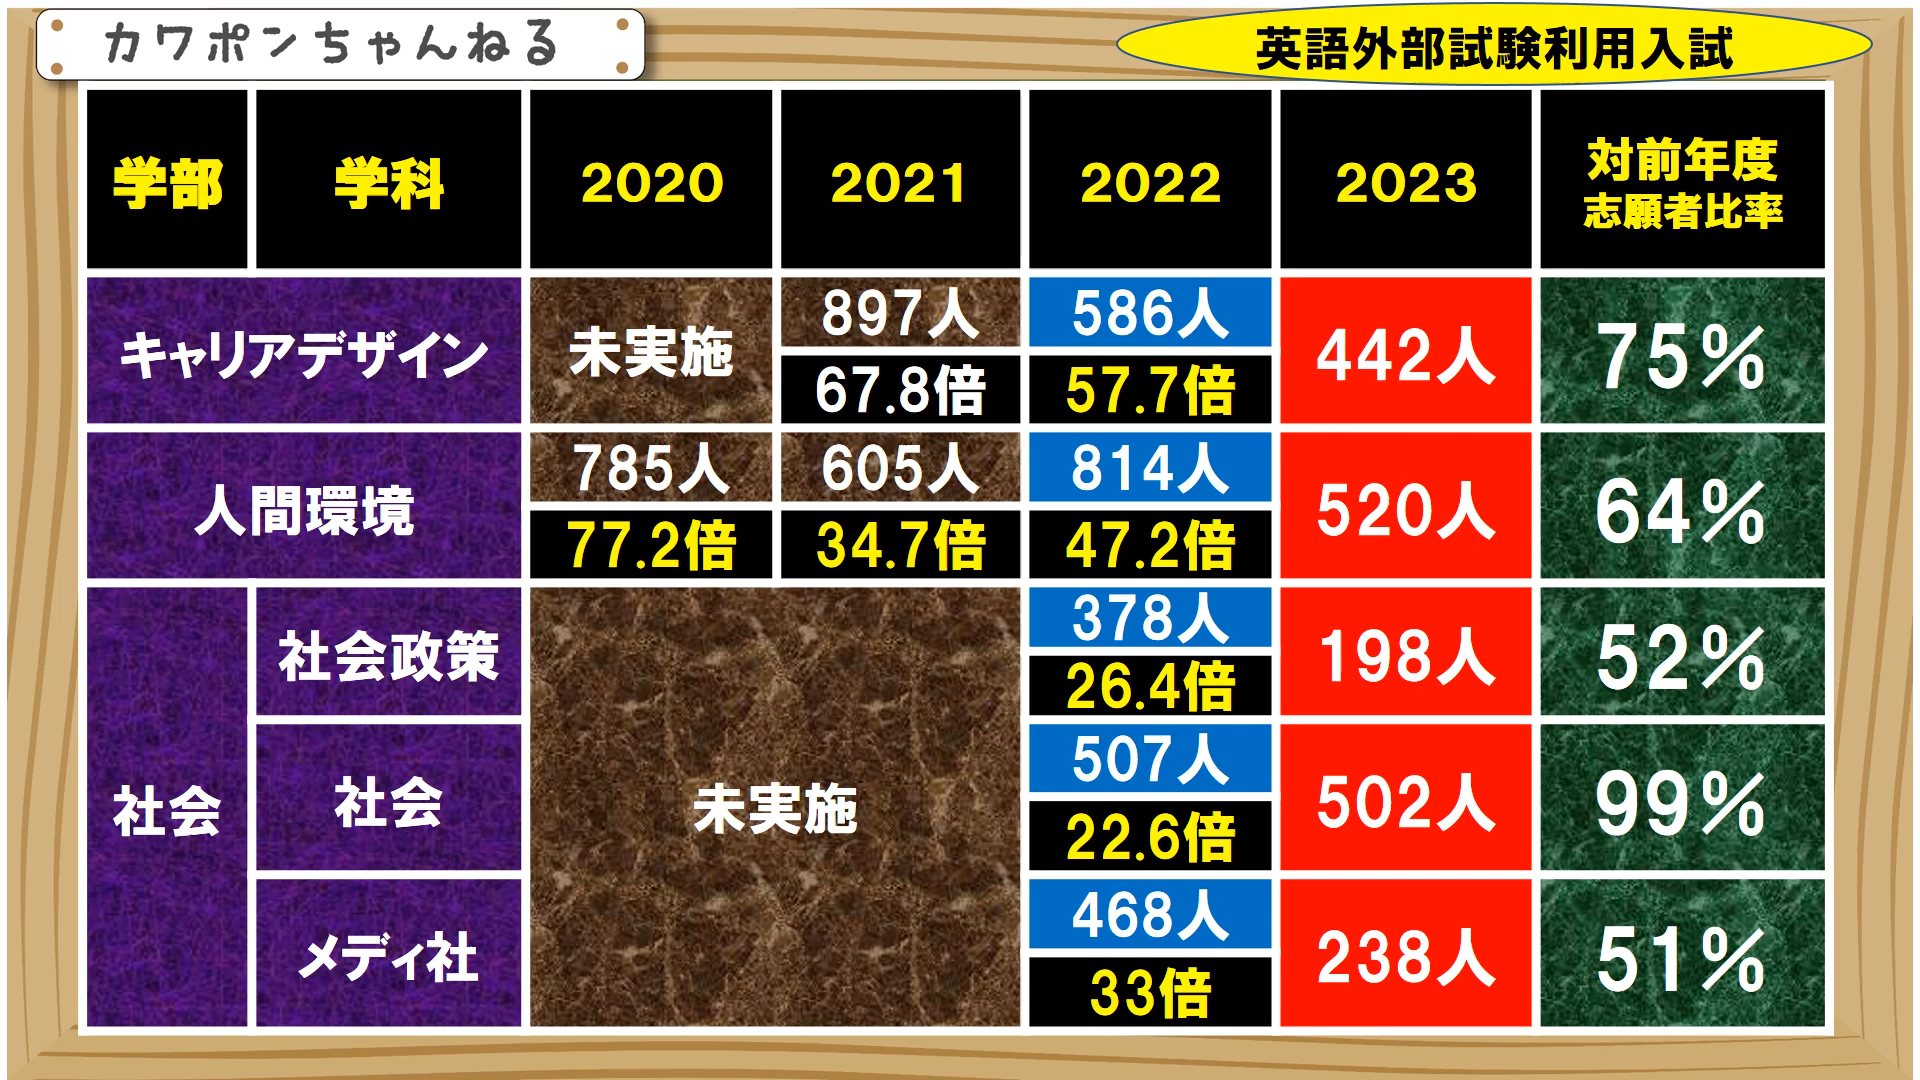 カワポンちゃんねる
英語外部試験利用入試
学部 学科 2020 2021 2022 2023 対前年度
志願者比率
キャリアデザイン 未実施 897人 586人 442人 75%
67.8倍 57.7倍
人間環境 785人 605人 814人 520人 64%
77.2倍 34.7倍 47.2倍
社会 社会政策 未実施 378人 198人 52%
26.4倍
社会 507人 502人 99%
22.6倍
メディ社 468人 238人 51%
33倍